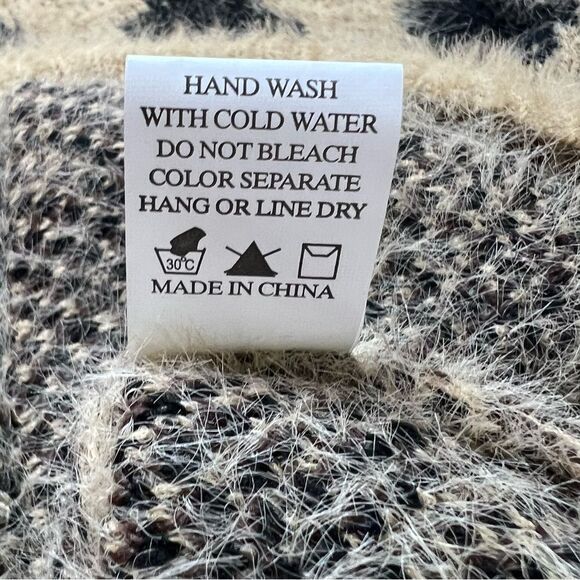 HAND WASH
WITH COLD WATER
DO NOT BLEACH
COLOR SEPARATE
HANG OR LINE DRY
30°C
MADE IN CHINA